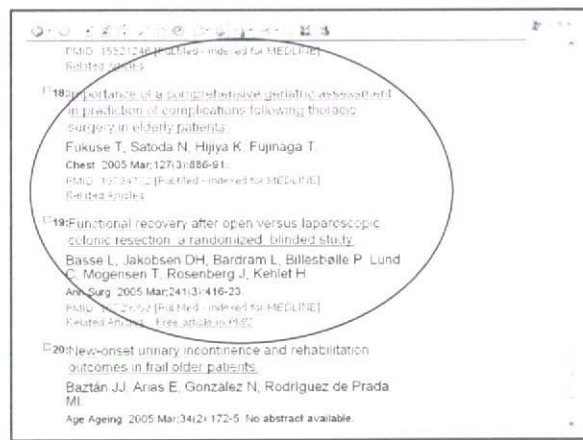 PMID: 15521246 [PubMed - indexed for MEDLINE]
Related Articles
18: Importance of a comprehensive geriatric assessment
in prediction of complications following thoracic
surgery in elderly patients.
Fukuse T, Satoda N, Hijiya K, Fujinaga T.
Chest. 2005 Mar;127(3):886-91.
[PubMed - indexed for MEDLINE]
Related Articles
19: Functional recovery after open versus laparoscopic
colonic resection: a randomized, blinded study.
Basse L, Jakobsen DH, Bardram L, Billesbølle P, Lund
C, Mogensen T, Rosenberg J, Kehlet H.
Ann Surg. 2005 Mar;241(3):416-23.
[PubMed - indexed for MEDLINE]
Related Articles Free article in PMC
20: New-onset urinary incontinence and rehabilitation
outcomes in frail older patients.
Baztán JJ, Arias E, González N, Rodríguez de Prada
MI.
Age Ageing. 2005 Mar;34(2):172-5. No abstract available.